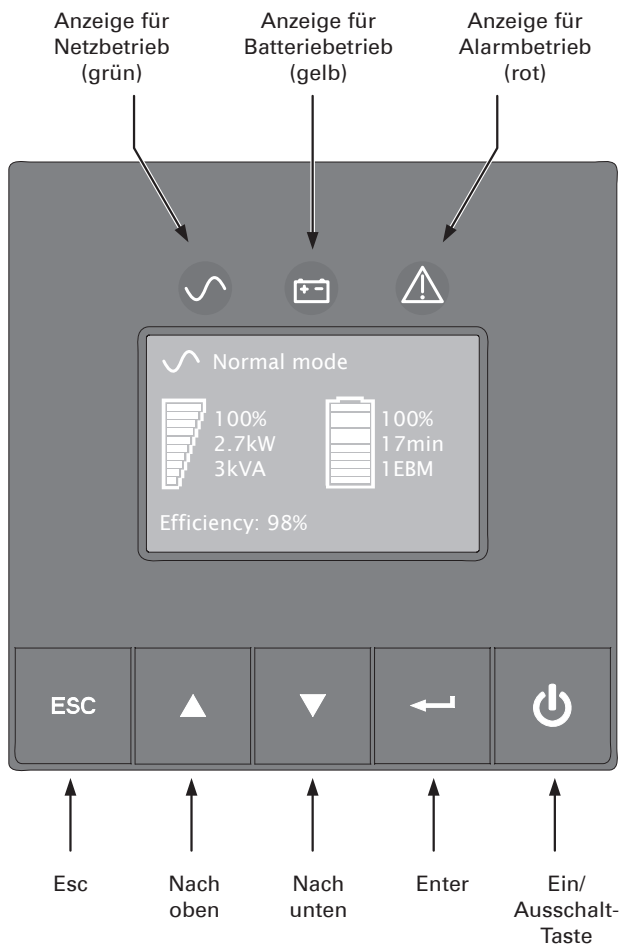 Anzeige für
Netzbetrieb
(grün)
Anzeige für
Batteriebetrieb
(gelb)
Anzeige für
Alarmbetrieb
(rot)
Normal mode
100%
2.7kW
3kVA
100%
17min
1EBM
Efficiency: 98%
ESC
Esc
Nach
oben
Nach
unten
Enter
Ein/
Ausschalt-
Taste